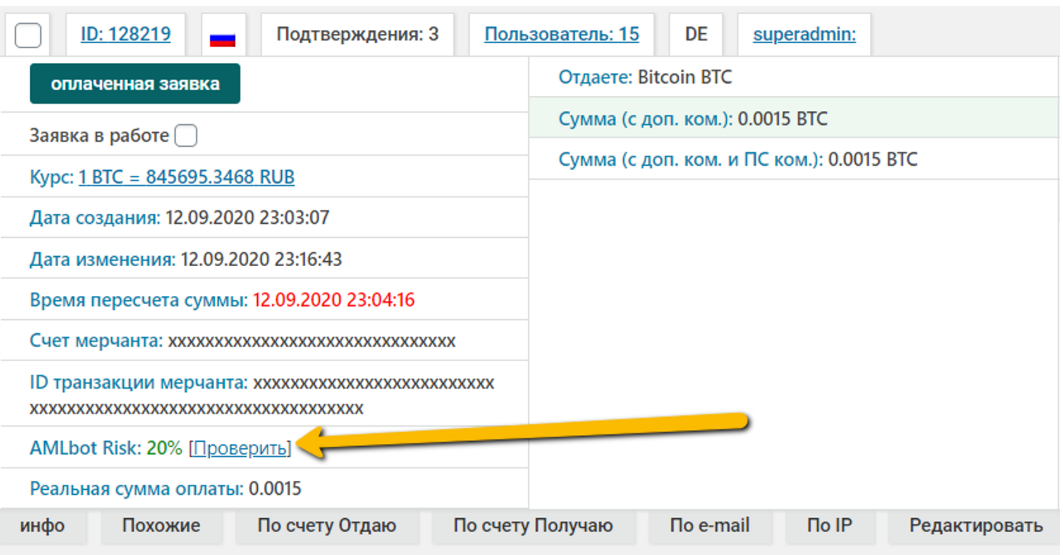 ID: 128219 Подтверждения: 3 Пользователь: 15 DE superadmin:
оплаченная заявка
Заявка в работе
Курс: 1 BTC = 845695.3468 RUB
Дата создания: 12.09.2020 23:03:07
Дата изменения: 12.09.2020 23:16:43
Время пересчета суммы: 12.09.2020 23:04:16
Счет мерчанта: xxxxxxxxxxxxxxxxxxxxxxxxxxxxxxx
ID транзакции мерчанта: xxxxxxxxxxxxxxxxxxxxxxxxxx
xxxxxxxxxxxxxxxxxxxxxxxxxxxxxxxxxxxx
AMLbot Risk: 20% [Проверить]
Реальная сумма оплаты: 0.0015
Отдаете: Bitcoin BTC
Сумма (с доп. ком.): 0.0015 BTC
Сумма (с доп. ком. и ПС ком.): 0.0015 BTC
инфо Похожие По счету Отдаю По счету Получаю По e-mail По IP Редактировать